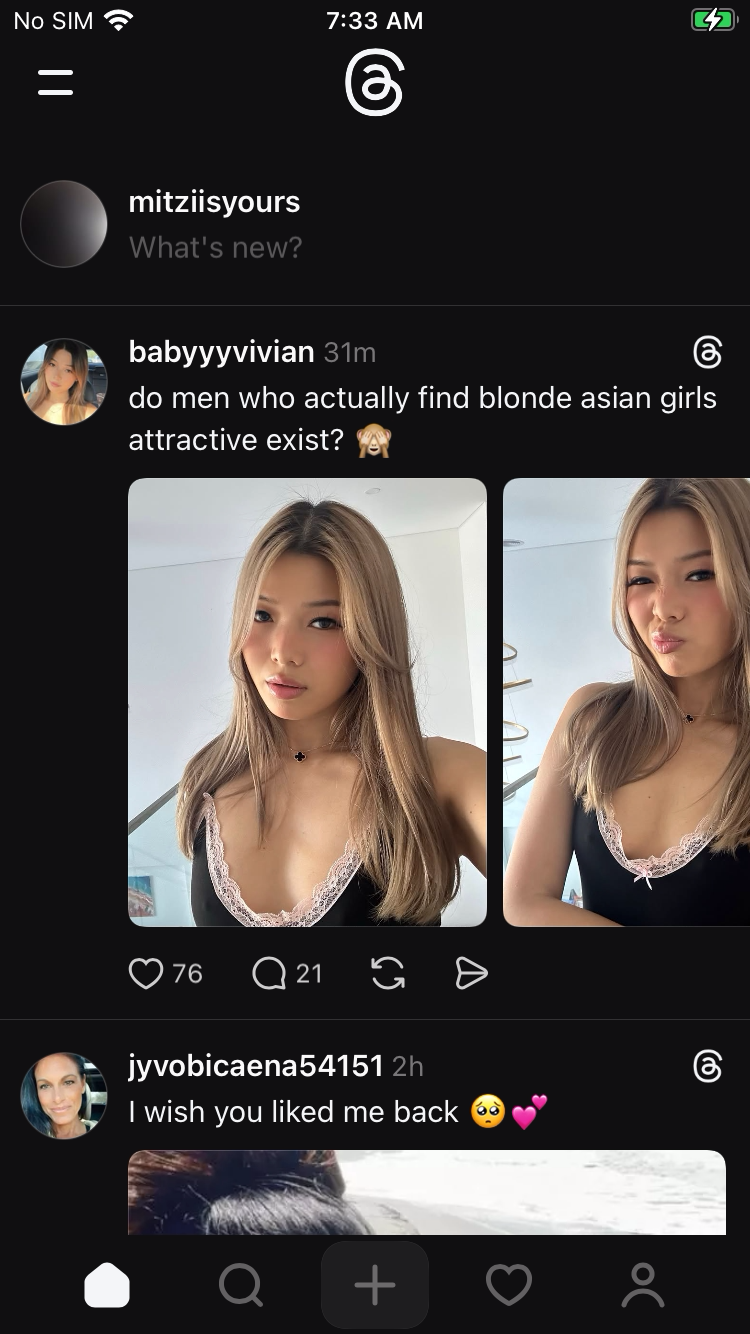 No SIM
7:33 AM
mitziisyours
What's new?
babyyyvivian 31m
do men who actually find blonde asian girls
attractive exist? 🙈
76
21
jyvobicaena54151 2h
I wish you liked me back 🥺💕